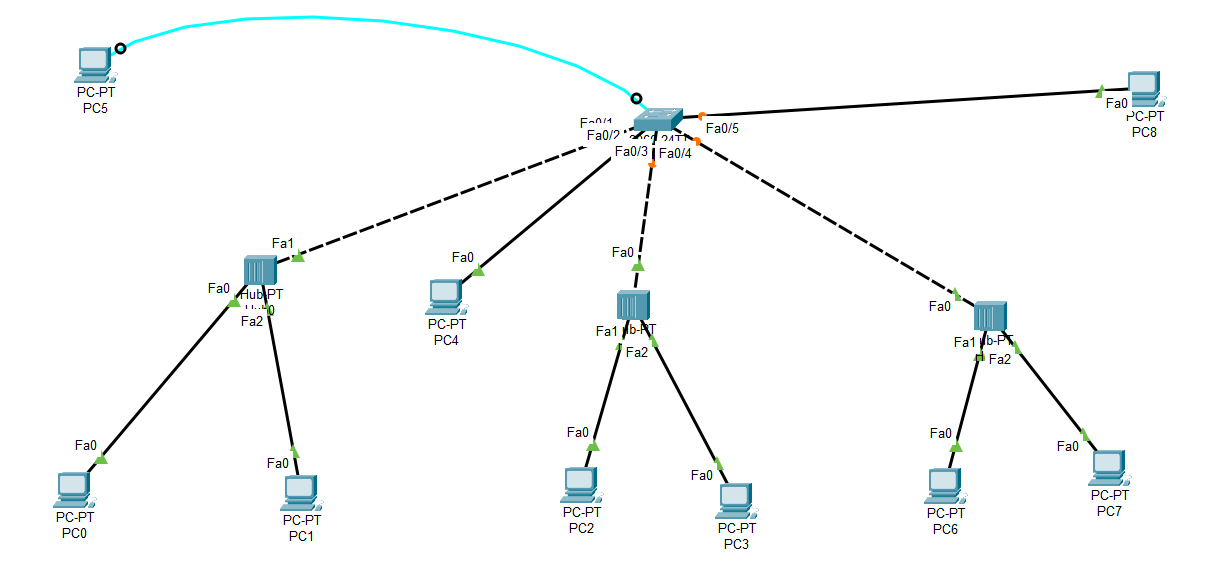 PC-PT
PC5
Fa0
PC-PT
PC8
Fa0/1
Fa0/2
Fa0/3
Fa0/4
Fa0/5
Fa1
Fa0
Hub-PT
Fa2
Fa0
PC-PT
PC4
Fa0
Fa1
Fa2
Fa0
Fa1
Fa2
Fa0
PC-PT
PC0
Fa0
PC-PT
PC1
Fa0
PC-PT
PC2
Fa0
PC-PT
PC3
Fa0
PC-PT
PC6
Fa0
PC-PT
PC7